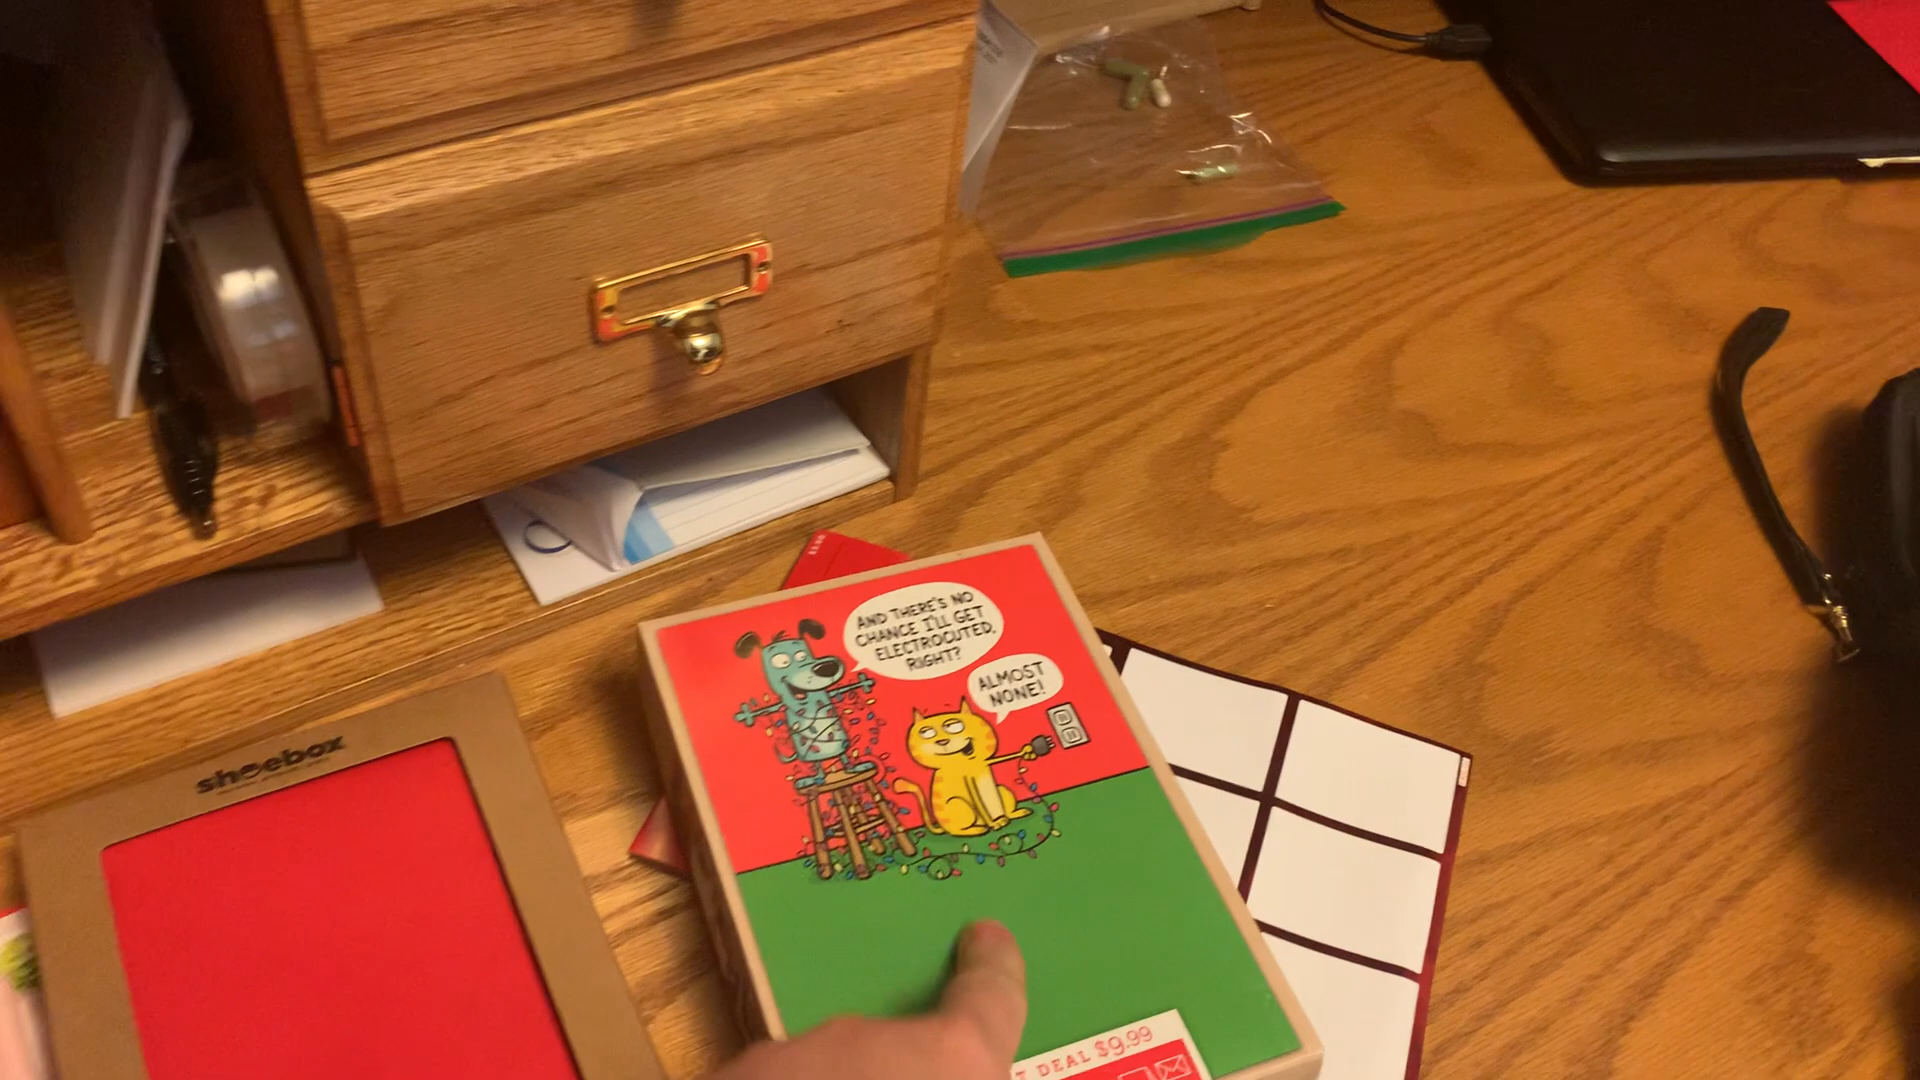 AND THERE'S NO
CHANCE I'LL GET
ELECTROCUTED,
RIGHT?
ALMOST
NONE!
shoebox
T DEAL $9.99